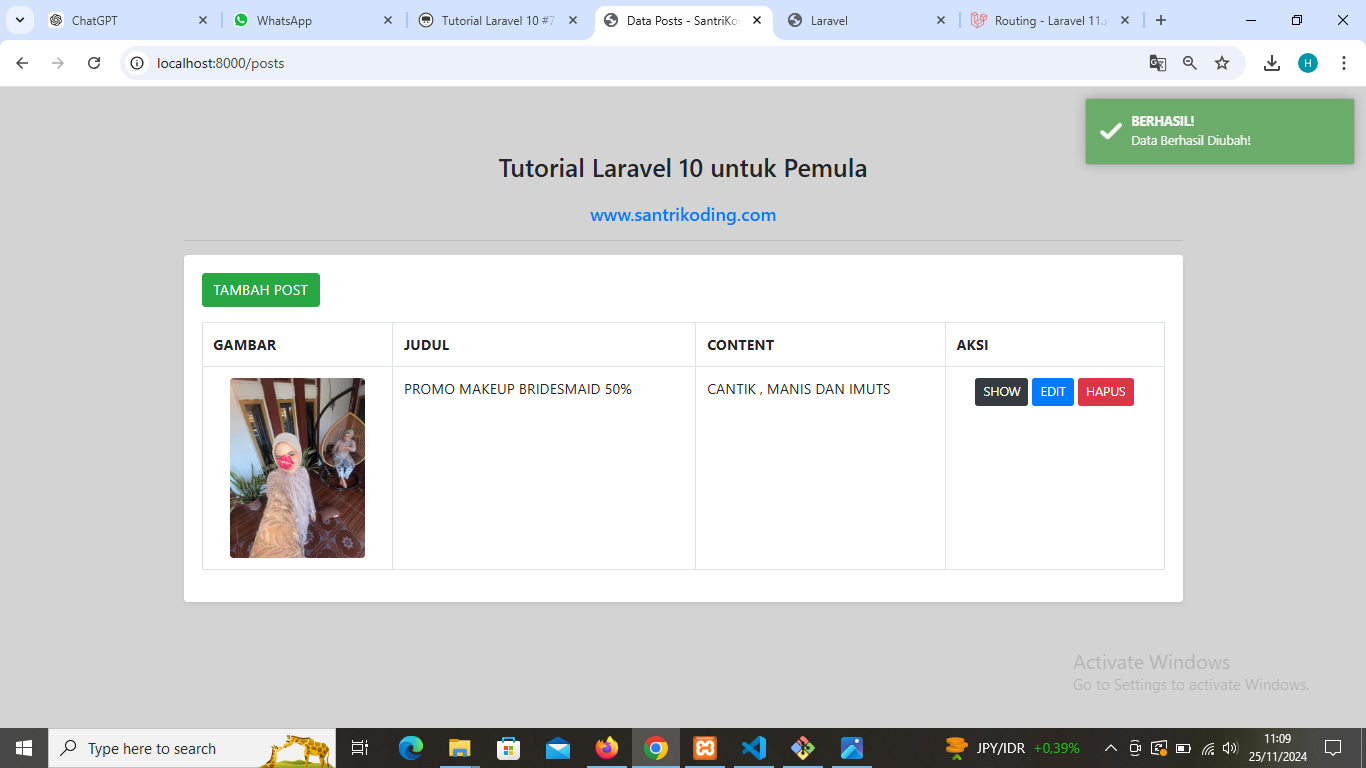 ChatGPT
WhatsApp
Tutorial Laravel 10 #7
Data Posts - SantriKo
Laravel
Routing - Laravel 11.x
localhost:8000/posts
H
BERHASIL!
Data Berhasil Diubah!
Tutorial Laravel 10 untuk Pemula
www.santrikoding.com
TAMBAH POST
GAMBAR JUDUL CONTENT AKSI
PROMO MAKEUP BRIDESMAID 50% CANTIK , MANIS DAN IMUTS SHOW EDIT HAPUS
Activate Windows
Go to Settings to activate Windows.
Type here to search
JPY/IDR +0,39%
11:09
25/11/2024